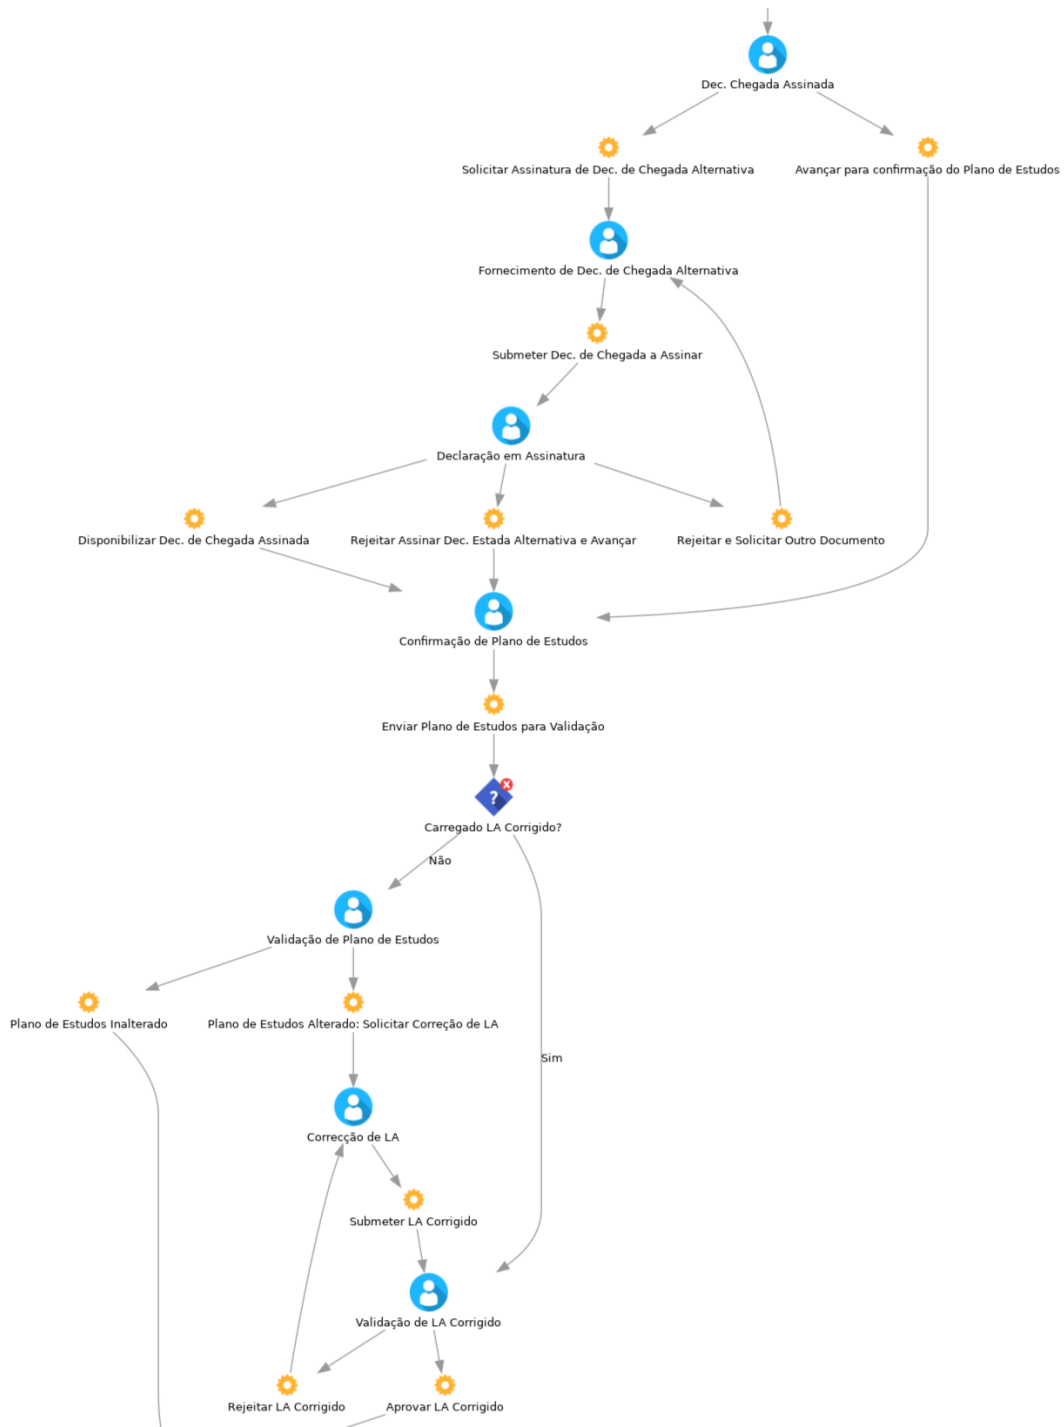 Dec. Chegada Assinada
Solicitar Assinatura de Dec. de Chegada Alternativa
Avançar para confirmação do Plano de Estudos
Fornecimento de Dec. de Chegada Alternativa
Submeter Dec. de Chegada a Assinar
Declaração em Assinatura
Disponibilizar Dec. de Chegada Assinada
Rejeitar Assinar Dec. Estada Alternativa e Avançar
Rejeitar e Solicitar Outro Documento
Confirmação de Plano de Estudos
Enviar Plano de Estudos para Validação
?
Carregado LA Corrigido?
Não
Validação de Plano de Estudos
Plano de Estudos Inalterado
Plano de Estudos Alterado: Solicitar Correção de LA
Sim
Correcção de LA
Submeter LA Corrigido
Validação de LA Corrigido
Rejeitar LA Corrigido
Aprovar LA Corrigido